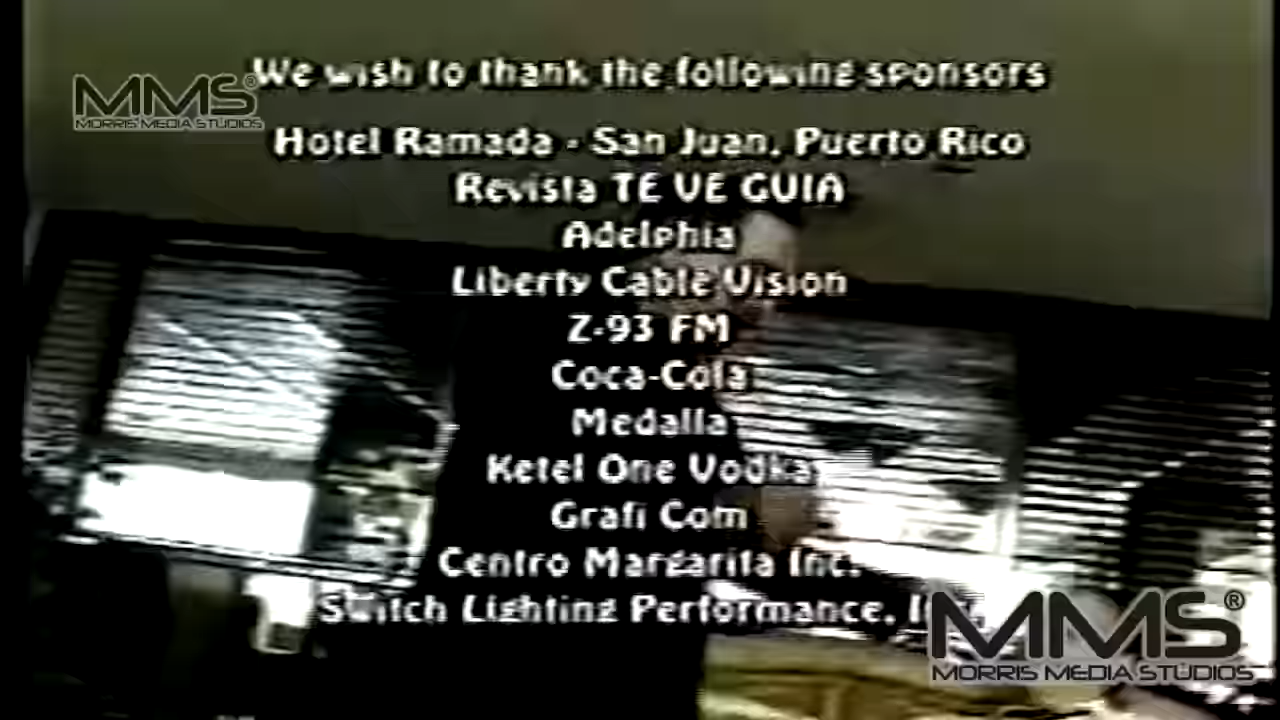 We wish to thank the following sponsors
MMS®
MORRIS MEDIA STUDIOS
Hotel Ramada - San Juan, Puerto Rico
Revista TE VE GUIA
Adelphia
Liberty Cable Vision
Z-93 FM
Coca-Cola
Medalla
Ketel One Vodka
Grafi Com
Centro Margarita Inc.
Switch Lighting Performance,
MMS®
MORRIS MEDIA STUDIOS